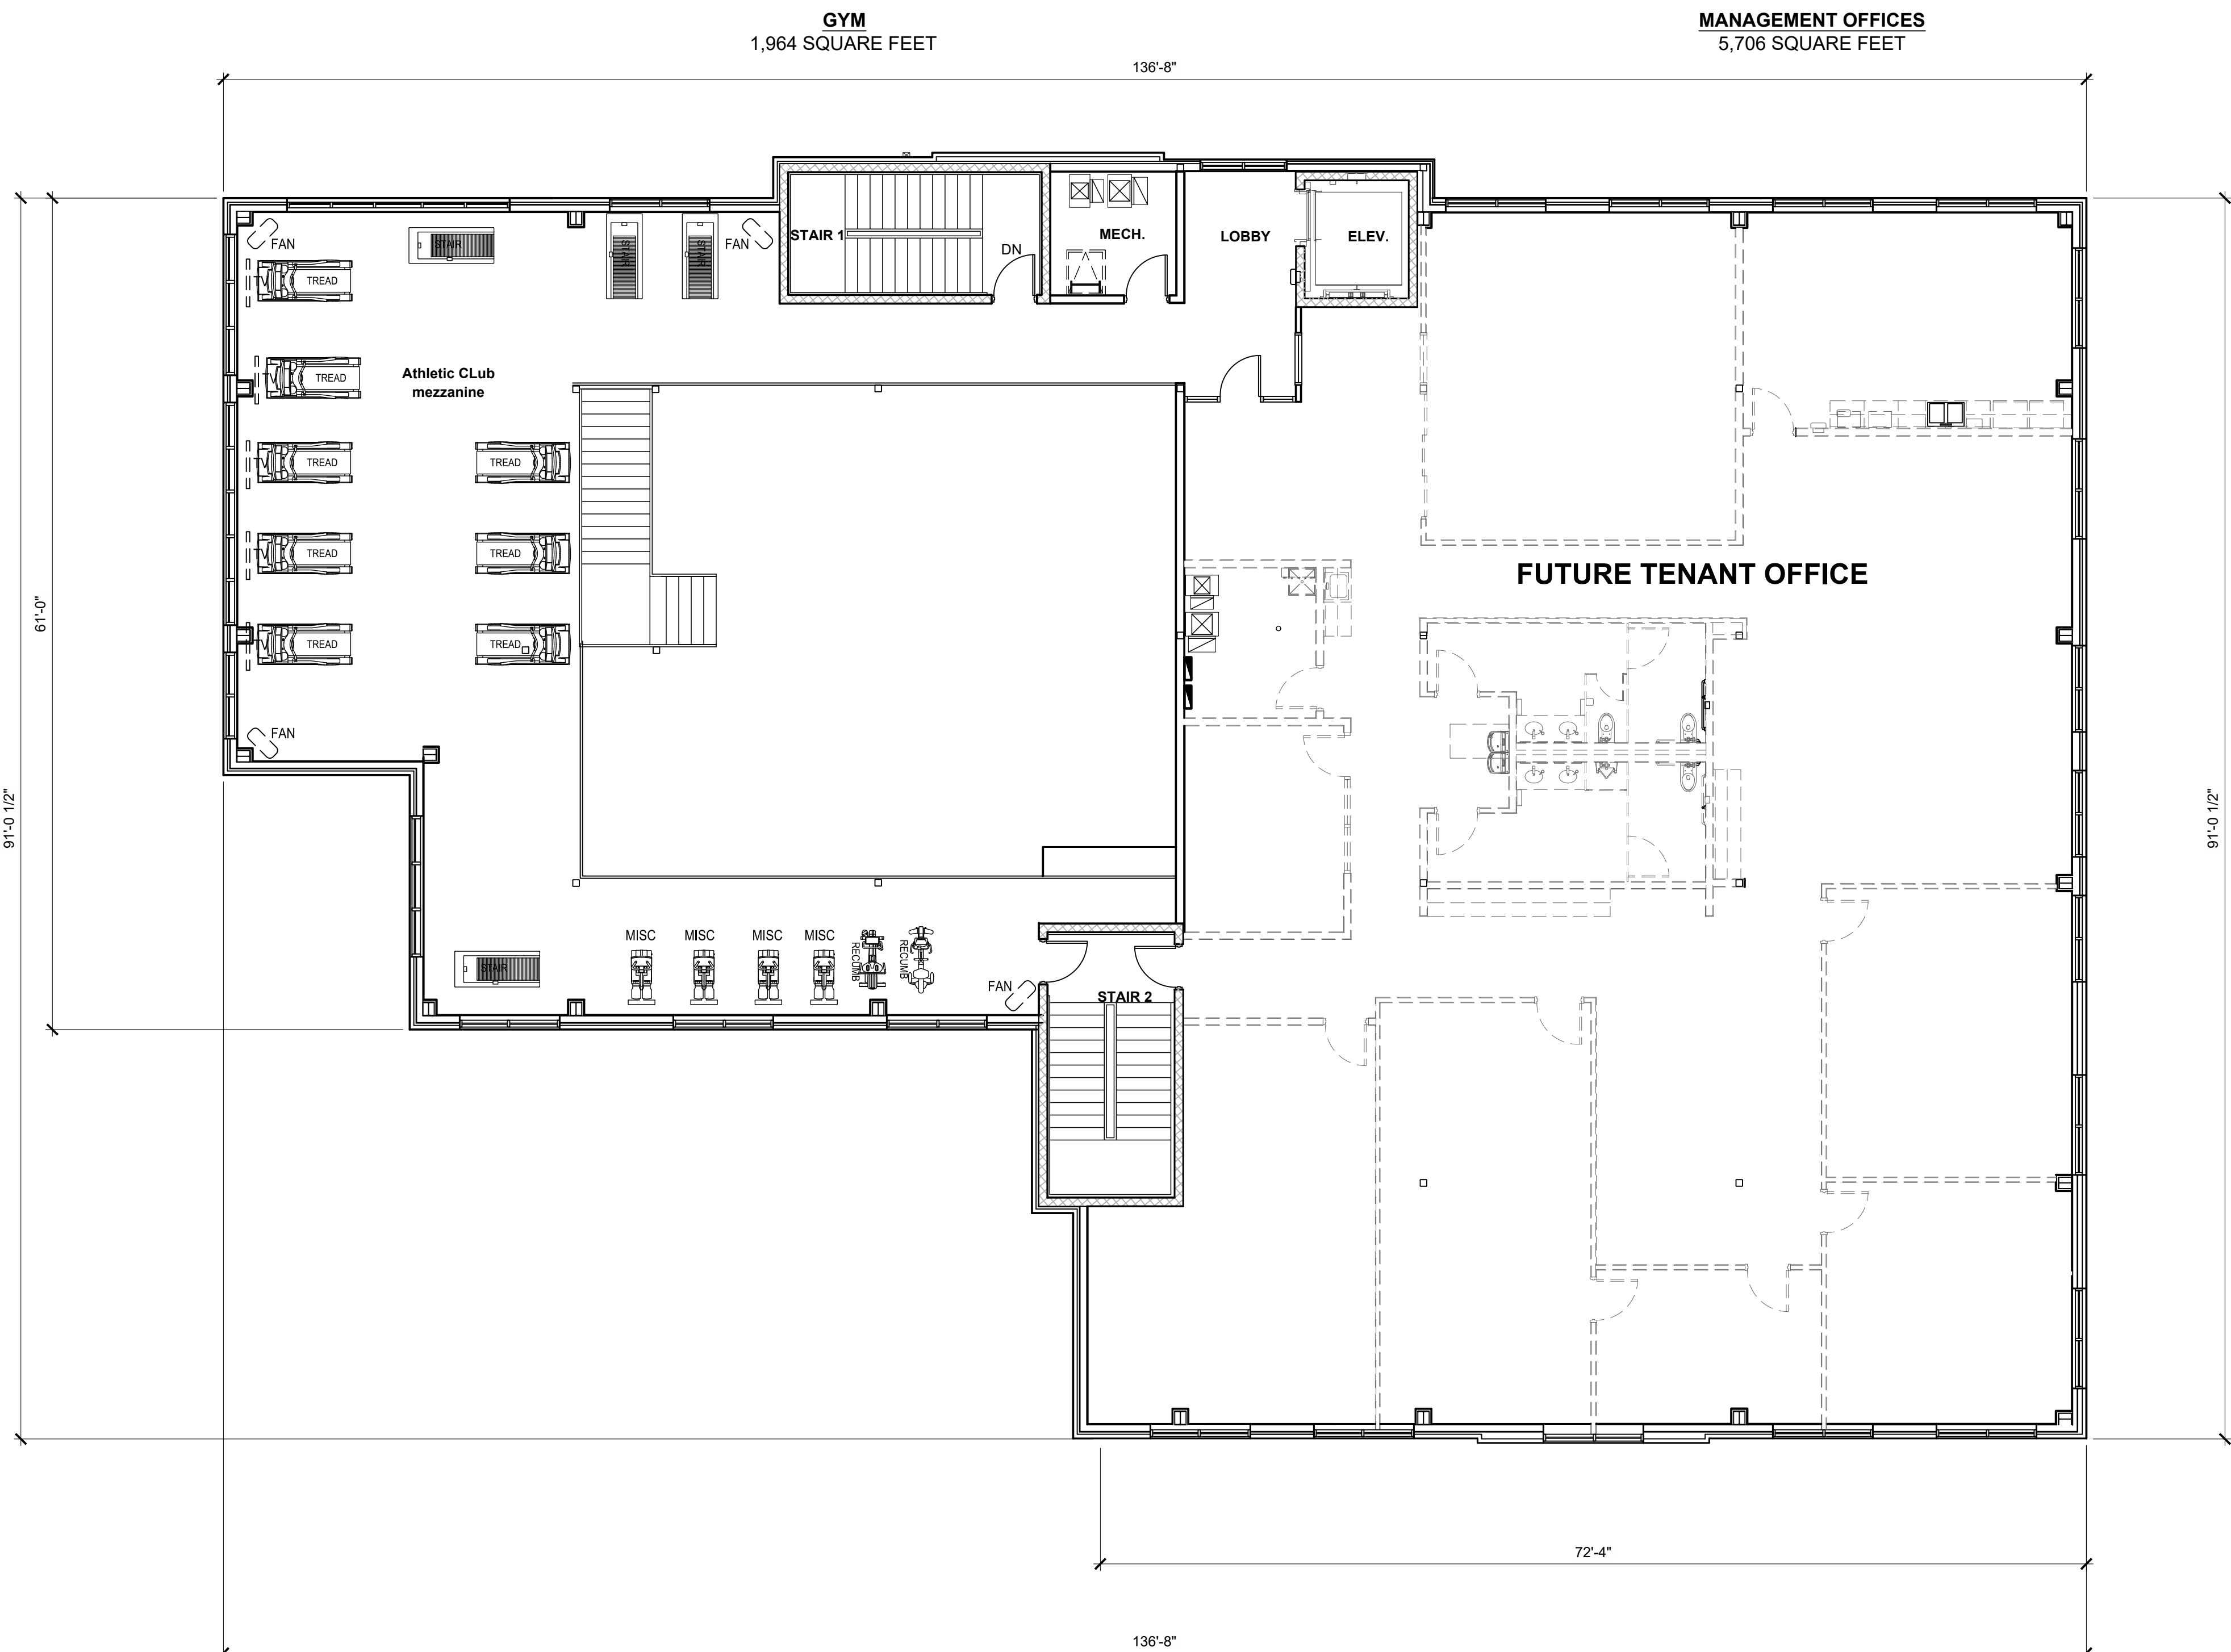 GYM
1,964 SQUARE FEET
MANAGEMENT OFFICES
5,706 SQUARE FEET
136'-8"
STAIR 1
DN
MECH.
LOBBY
ELEV.
FAN
STAIR
STAIR
STAIR
FAN
TV
TREAD
TV
TREAD
Athletic CLub
mezzanine
TV
TREAD
TREAD
TV
TREAD
TREAD
TV
TREAD
TREAD
FAN
FUTURE TENANT OFFICE
61'-0"
91'-0 1/2"
91'-0 1/2"
MISC
MISC
MISC
MISC
RECUMB
RECUMB
STAIR
FAN
STAIR 2
72'-4"
136'-8"